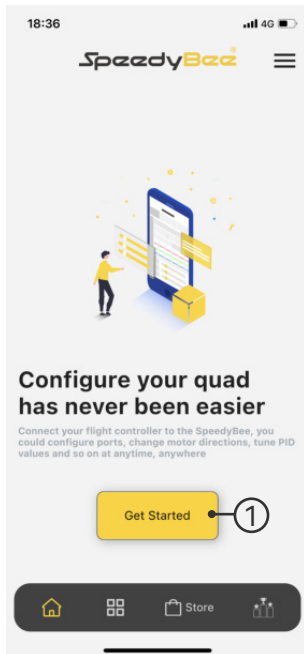 18:36
4G
SpeedyBee
Configure your quad
has never been easier
Connect your flight controller to the SpeedyBee, you
could configure ports, change motor directions, tune PID
values and so on at anytime, anywhere
Get Started
1
Store